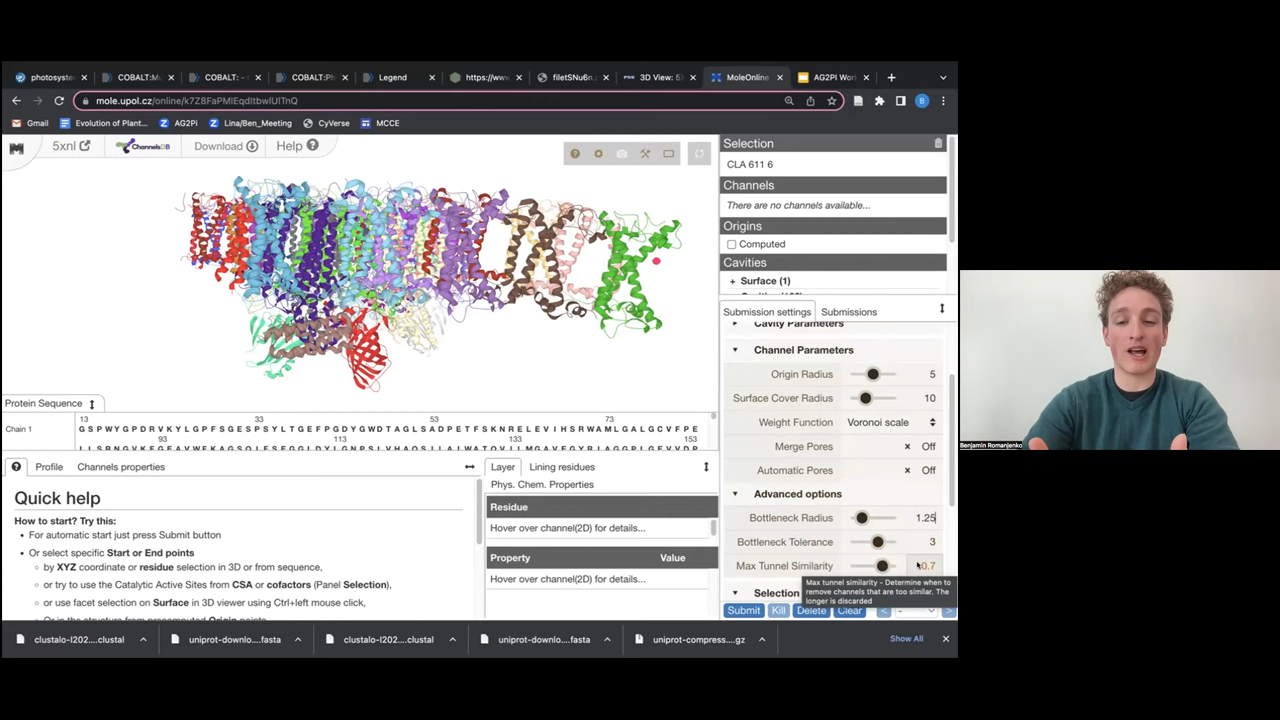 photosyste
COBALT:Mu
COBALT: -
COBALT:Ph
Legend
https://ww
filetSNu6n.
3D View: 5X
MoleOnline
AG2PI Wor
mole.upol.cz/online/k7Z8FaPMlEqdltbwlUlTnQ
B
Gmail
Evolution of Plant...
AG2Pi
Lina/Ben_Meeting
CyVerse
MCCE
5xnl
ChannelsDB
Download
Help
Selection
CLA 611 6
Channels
There are no channels available...
Origins
Computed
Cavities
Surface (1)
Submission settings
Submissions
Cavity Parameters
Channel Parameters
Origin Radius 5
Surface Cover Radius 10
Weight Function Voronoi scale
Merge Pores × Off
Automatic Pores × Off
Advanced options
Bottleneck Radius 1.25
Bottleneck Tolerance 3
Max Tunnel Similarity 0.7
Max tunnel similarity - Determine when to
remove channels that are too similar. The
longer is discarded
Selection
Submit Kill Delete Clear < - >
Protein Sequence
13 33 53 73
Chain 1
GSPWYGPDRVKYLGPFSGESPSYLTGEFPGDYGWDTAGLSADPETFSKNRELEVIHSRWAMLGALGCVFPE
93 113 133 153
Profile
Channels properties
Quick help
How to start? Try this:
For automatic start just press Submit button
Or select specific Start or End points
by XYZ coordinate or residue selection in 3D or from sequence,
or try to use the Catalytic Active Sites from CSA or cofactors (Panel Selection),
or use facet selection on Surface in 3D viewer using Ctrl+left mouse click,
Layer
Lining residues
Phys. Chem. Properties
Residue
Hover over channel(2D) for details...
Property Value
Hover over channel(2D) for details...
clustalo-I202....clustal
uniprot-downlo...fasta
clustalo-I202....clustal
uniprot-downlo...fasta
uniprot-compress....gz
Show All
Benjamin Romanjenko